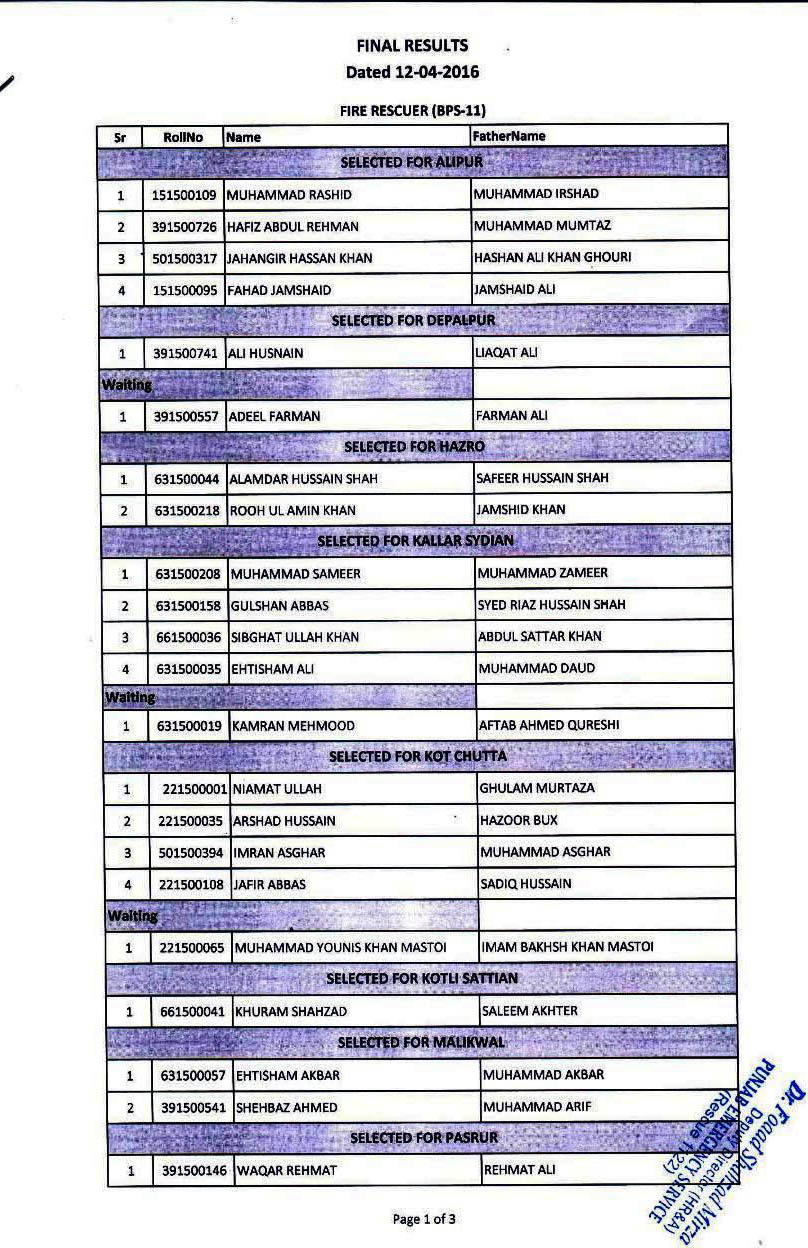 FINAL RESULTS
Dated 12-04-2016
FIRE RESCUER (BPS-11)
Sr RollNo Name FatherName
SELECTED FOR ALIPUR
1 151500109 MUHAMMAD RASHID MUHAMMAD IRSHAD
2 391500726 HAFIZ ABDUL REHMAN MUHAMMAD MUMTAZ
3 501500317 JAHANGIR HASSAN KHAN HASHAN ALI KHAN GHOURI
4 151500095 FAHAD JAMSHAID JAMSHAID ALI
SELECTED FOR DEPALPUR
1 391500741 ALI HUSNAIN LIAQAT ALI
Waiting
1 391500557 ADEEL FARMAN FARMAN ALI
SELECTED FOR HAZRO
1 631500044 ALAMDAR HUSSAIN SHAH SAFEER HUSSAIN SHAH
2 631500218 ROOH UL AMIN KHAN JAMSHID KHAN
SELECTED FOR KALLAR SYDIAN
1 631500208 MUHAMMAD SAMEER MUHAMMAD ZAMEER
2 631500158 GULSHAN ABBAS SYED RIAZ HUSSAIN SHAH
3 661500036 SIBGHAT ULLAH KHAN ABDUL SATTAR KHAN
4 631500035 EHTISHAM ALI MUHAMMAD DAUD
Waiting
1 631500019 KAMRAN MEHMOOD AFTAB AHMED QURESHI
SELECTED FOR KOT CHUTTA
1 221500001 NIAMAT ULLAH GHULAM MURTAZA
2 221500035 ARSHAD HUSSAIN HAZOOR BUX
3 501500394 IMRAN ASGHAR MUHAMMAD ASGHAR
4 221500108 JAFIR ABBAS SADIQ HUSSAIN
Waiting
1 221500065 MUHAMMAD YOUNIS KHAN MASTOI IMAM BAKHSH KHAN MASTOI
SELECTED FOR KOTLI SATTIAN
1 661500041 KHURAM SHAHZAD SALEEM AKHTER
SELECTED FOR MALIKWAL
1 631500057 EHTISHAM AKBAR MUHAMMAD AKBAR
2 391500541 SHEHBAZ AHMED MUHAMMAD ARIF
SELECTED FOR PASRUR
1 391500146 WAQAR REHMAT REHMAT ALI
Dr. Fouad Shahzad Mirza
Deputy Director (HR&A)
PUNJAB EMERGENCY SERVICE
(Rescue 1122)
Page 1 of 3